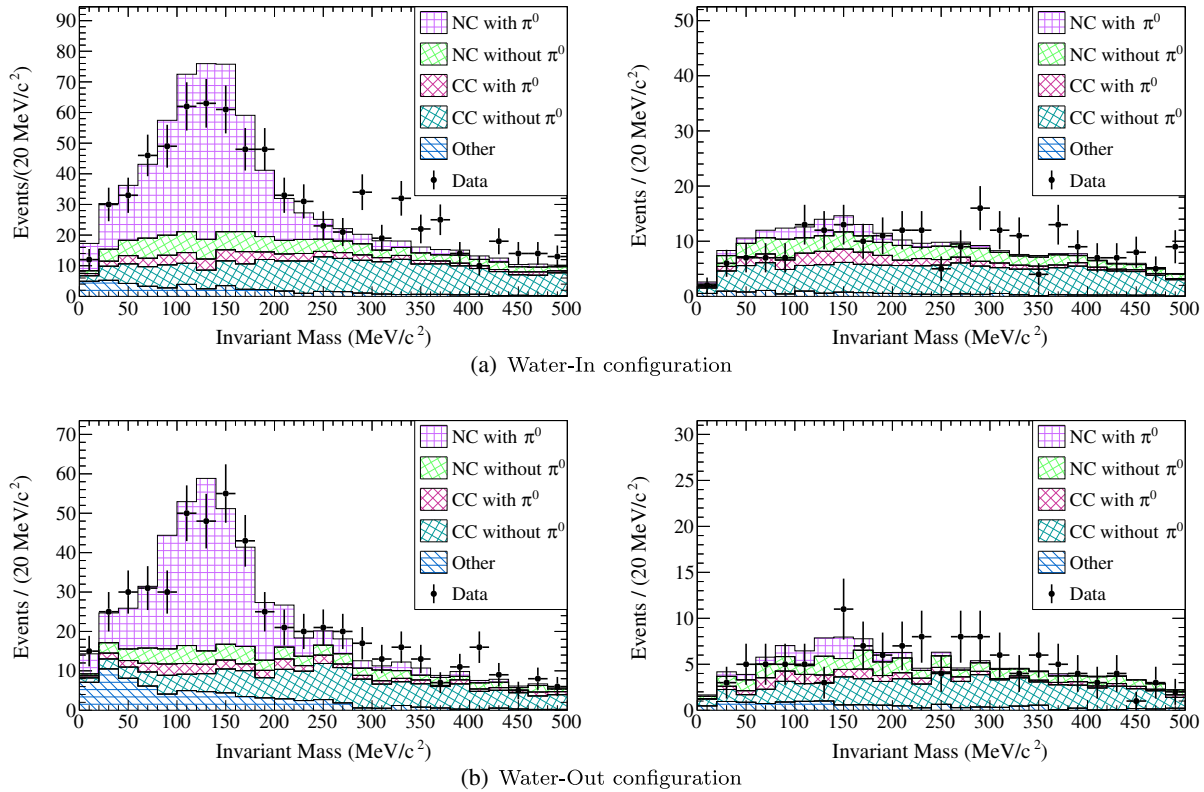 90
80
70
60
50
40
30
20
10
0
Events/(20 MeV/c²)
NC with π⁰
NC without π⁰
CC with π⁰
CC without π⁰
Other
Data
0 50 100 150 200 250 300 350 400 450 500
Invariant Mass (MeV/c²)
50
40
30
20
10
0
Events / (20 MeV/c²)
NC with π⁰
NC without π⁰
CC with π⁰
CC without π⁰
Other
Data
0 50 100 150 200 250 300 350 400 450 500
Invariant Mass (MeV/c²)
(a) Water-In configuration
70
60
50
40
30
20
10
0
Events / (20 MeV/c²)
NC with π⁰
NC without π⁰
CC with π⁰
CC without π⁰
Other
Data
0 50 100 150 200 250 300 350 400 450 500
Invariant Mass (MeV/c²)
30
25
20
15
10
5
0
Events / (20 MeV/c²)
NC with π⁰
NC without π⁰
CC with π⁰
CC without π⁰
Other
Data
0 50 100 150 200 250 300 350 400 450 500
Invariant Mass (MeV/c²)
(b) Water-Out configuration